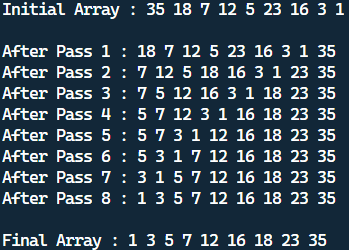 Initial Array : 35 18 7 12 5 23 16 3 1
After Pass 1 : 18 7 12 5 23 16 3 1 35
After Pass 2 : 7 12 5 18 16 3 1 23 35
After Pass 3 : 7 5 12 16 3 1 18 23 35
After Pass 4 : 5 7 12 3 1 16 18 23 35
After Pass 5 : 5 7 3 1 12 16 18 23 35
After Pass 6 : 5 3 1 7 12 16 18 23 35
After Pass 7 : 3 1 5 7 12 16 18 23 35
After Pass 8 : 1 3 5 7 12 16 18 23 35
Final Array : 1 3 5 7 12 16 18 23 35